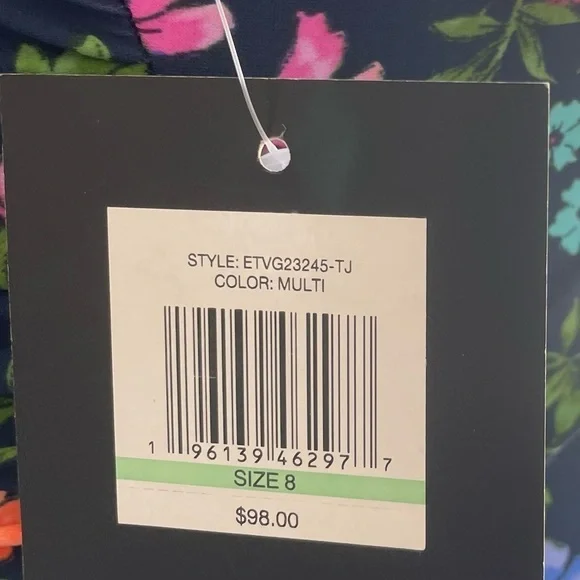 STYLE: ETVG23245-TJ
COLOR: MULTI
1 96139 46297 7
SIZE 8
$98.00